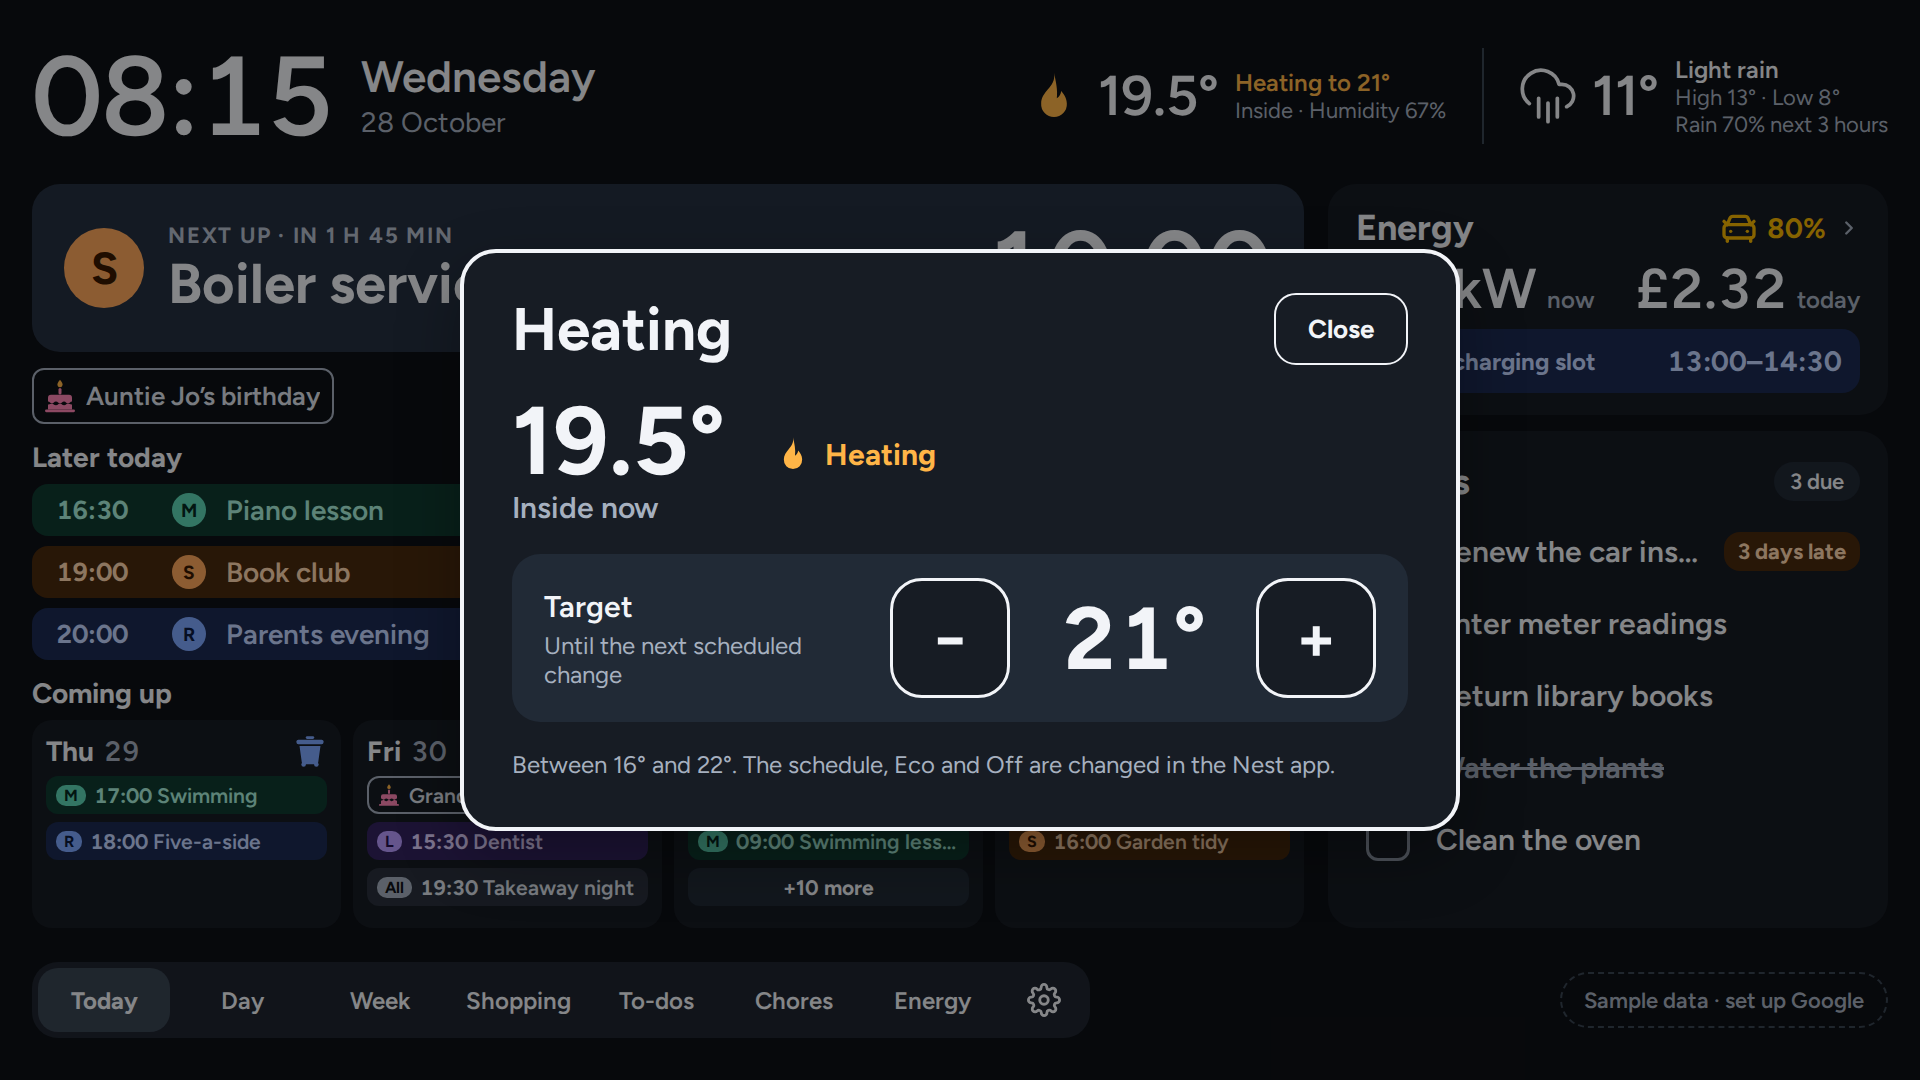 08:15
Wednesday
28 October
19.5°
Heating to 21°
Inside · Humidity 67%
11°
Light rain
High 13° · Low 8°
Rain 70% next 3 hours
S
NEXT UP · IN 1 H 45 MIN
Boiler
Energy
80%
kW now
£2.32 today
charging slot
13:00–14:30
Auntie Jo's birthday
Later today
16:30 M Piano lesson
19:00 S Book club
20:00 R Parents evening
Coming up
Thu 29
M 17:00 Swimming
R 18:00 Five-a-side
Fri 30
L 15:30 Dentist
All 19:30 Takeaway night
M 09:00 Swimming less...
+10 more
S 16:00 Garden tidy
Heating
Close
19.5°
Heating
Inside now
Target
Until the next scheduled
change
−
21°
+
Between 16° and 22°. The schedule, Eco and Off are changed in the Nest app.
3 due
the car ins...
3 days late
meter readings
library books
the plants
Clean the oven
Today
Day
Week
Shopping
To-dos
Chores
Energy
Sample data · set up Google